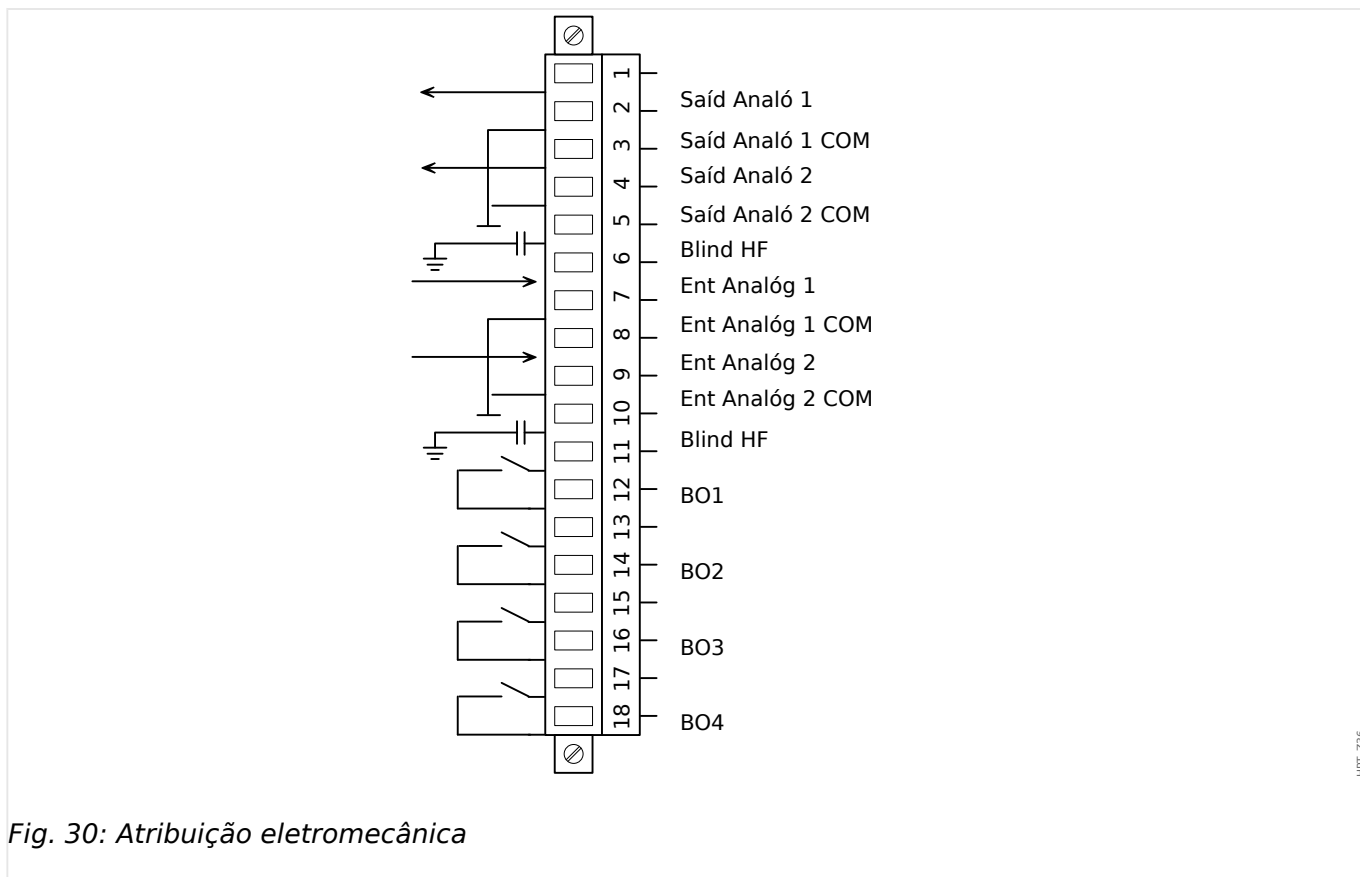 1
2
Saíd Analó 1
3
Saíd Analó 1 COM
4
Saíd Analó 2
5
Saíd Analó 2 COM
6
Blind HF
7
Ent Analóg 1
8
Ent Analóg 1 COM
9
Ent Analóg 2
10
Ent Analóg 2 COM
11
Blind HF
12
BO1
13
14
BO2
15
16
BO3
17
18
BO4
Fig. 30: Atribuição eletromecânica